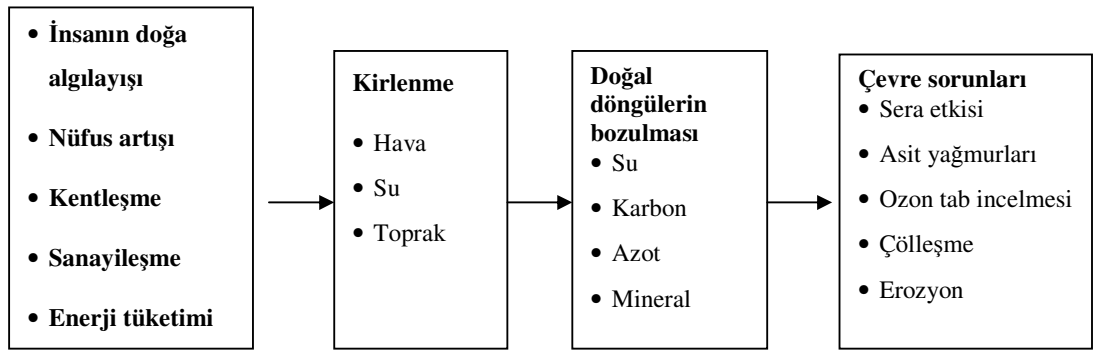 • İnsanın doğa
algılayışı
• Nüfus artışı
• Kentleşme
• Sanayileşme
• Enerji tüketimi
Kirlenme
• Hava
• Su
• Toprak
Doğal
döngülerin
bozulması
• Su
• Karbon
• Azot
• Mineral
Çevre sorunları
• Sera etkisi
• Asit yağmurları
• Ozon tab incelmesi
• Çölleşme
• Erozyon